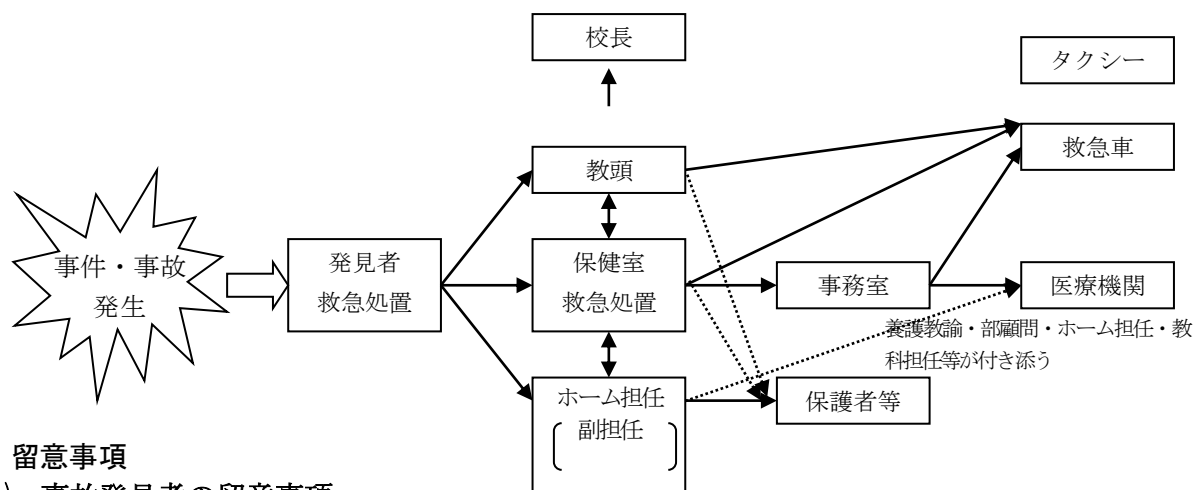 校長
タクシー
救急車
教頭
事件・事故
発生
発見者
救急処置
保健室
救急処置
事務室
医療機関
養護教諭・部顧問・ホーム担任・教
科担任等が付き添う
ホーム担任
副担任
保護者等
留意事項